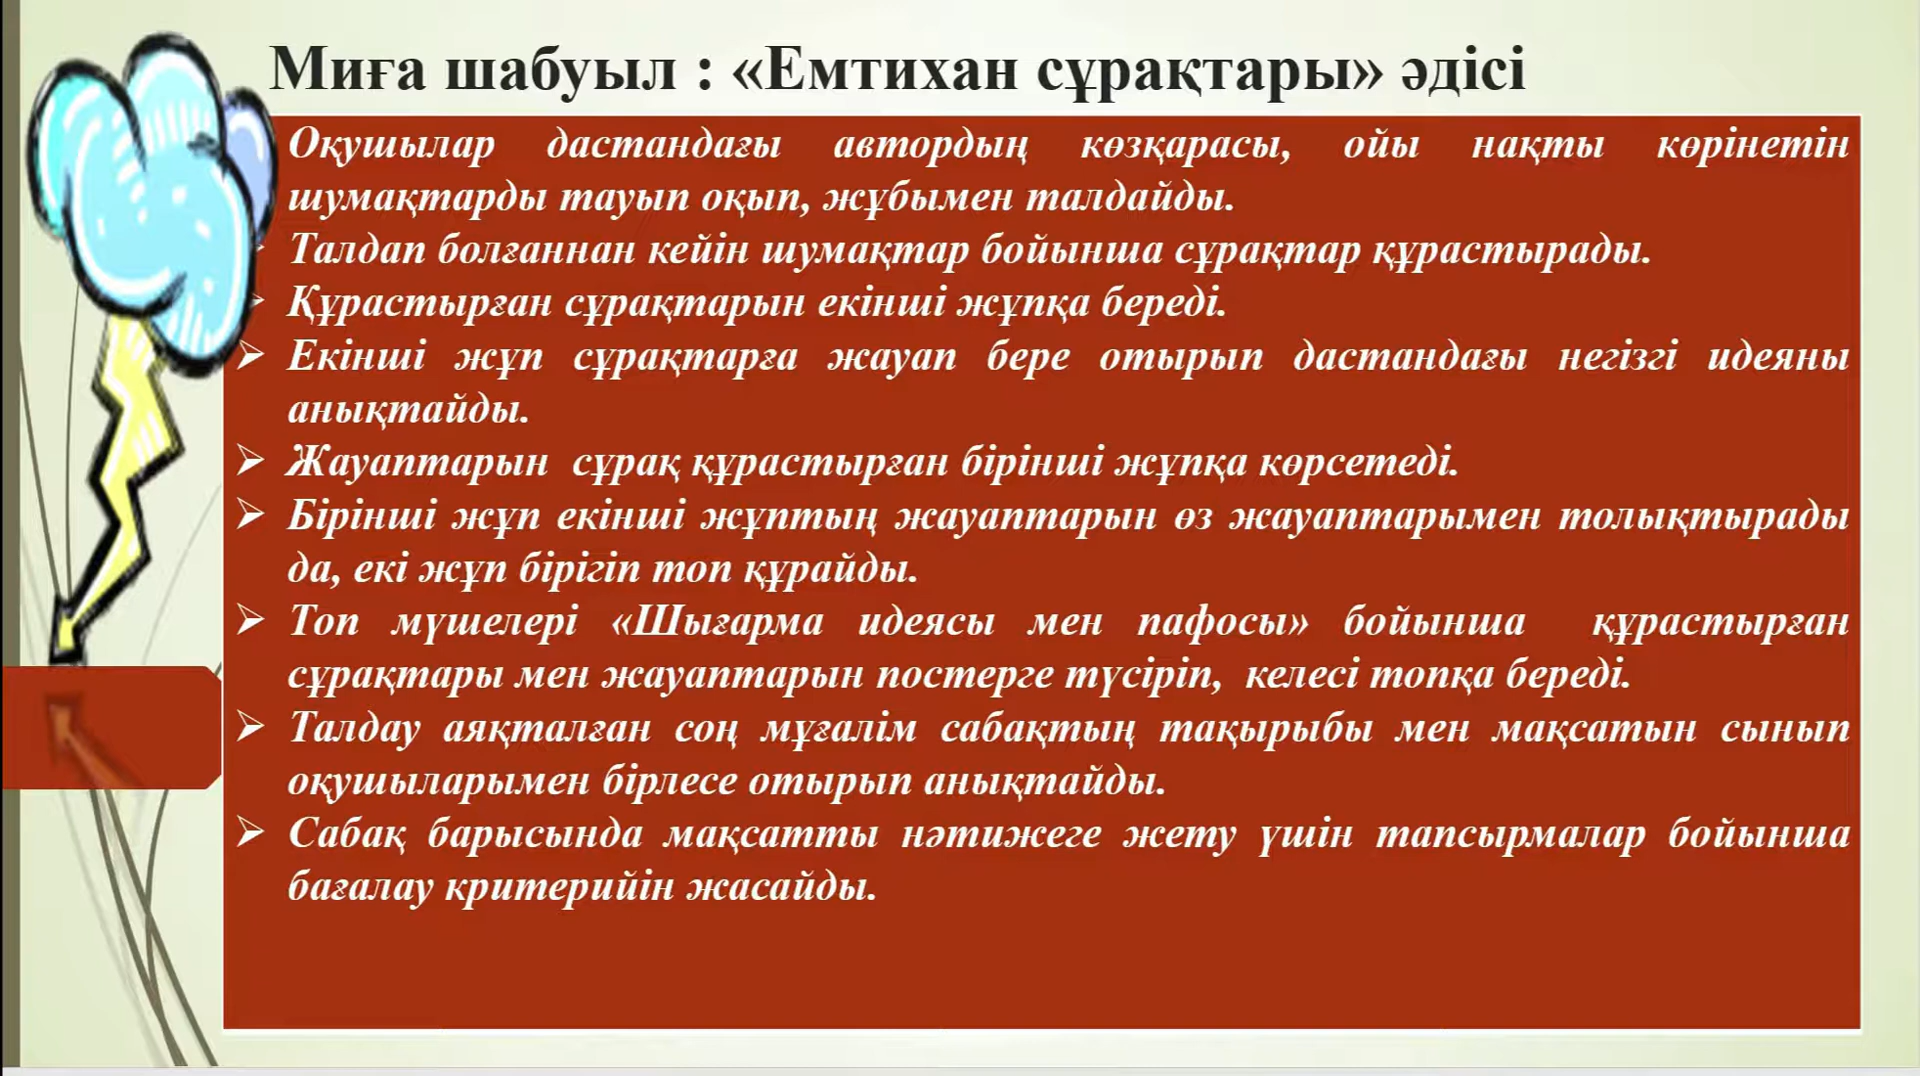 Миға шабуыл : «Емтихан сұрақтары» әдісі
Оқушылар дастандағы автордың көзқарасы, ойы нақты көрінетін
шумақтарды тауып оқып, жұбымен талдайды.
Талдап болғаннан кейін шумақтар бойынша сұрақтар құрастырады.
Құрастырған сұрақтарын екінші жұпқа береді.
➢ Екінші жұп сұрақтарға жауап бере отырып дастандағы негізгі идеяны
анықтайды.
➢ Жауаптарын сұрақ құрастырған бірінші жұпқа көрсетеді.
➢ Бірінші жұп екінші жұптың жауаптарын өз жауаптарымен толықтырады
да, екі жұп бірігіп топ құрайды.
➢ Топ мүшелері «Шығарма идеясы мен пафосы» бойынша құрастырған
сұрақтары мен жауаптарын постерге түсіріп, келесі топқа береді.
➢ Талдау аяқталған соң мұғалім сабақтың тақырыбы мен мақсатын сынып
оқушыларымен бірлесе отырып анықтайды.
➢ Сабақ барысында мақсатты нәтижеге жету үшін тапсырмалар бойынша
бағалау критерийін жасайды.